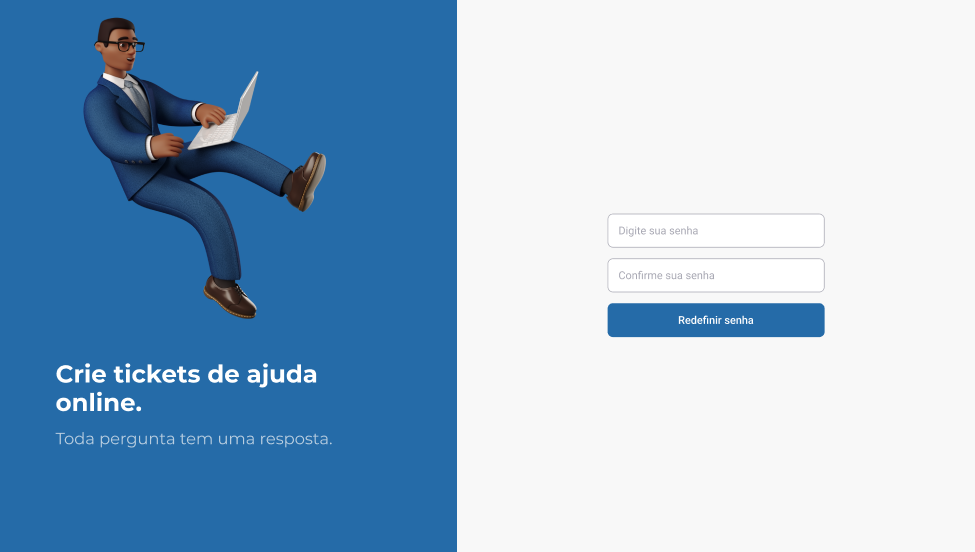 Crie tickets de ajuda
online.
Toda pergunta tem uma resposta.
Digite sua senha
Confirme sua senha
Redefinir senha